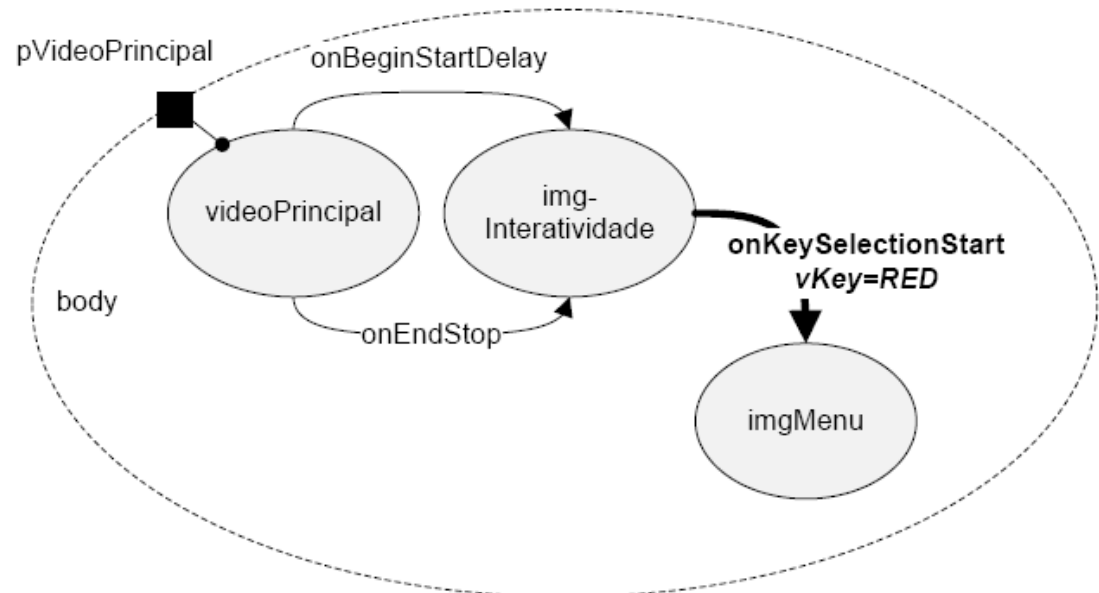 pVideoPrincipal
onBeginStartDelay
videoPrincipal
img-
Interatividade
onKeySelectionStart
vKey=RED
body
onEndStop
imgMenu